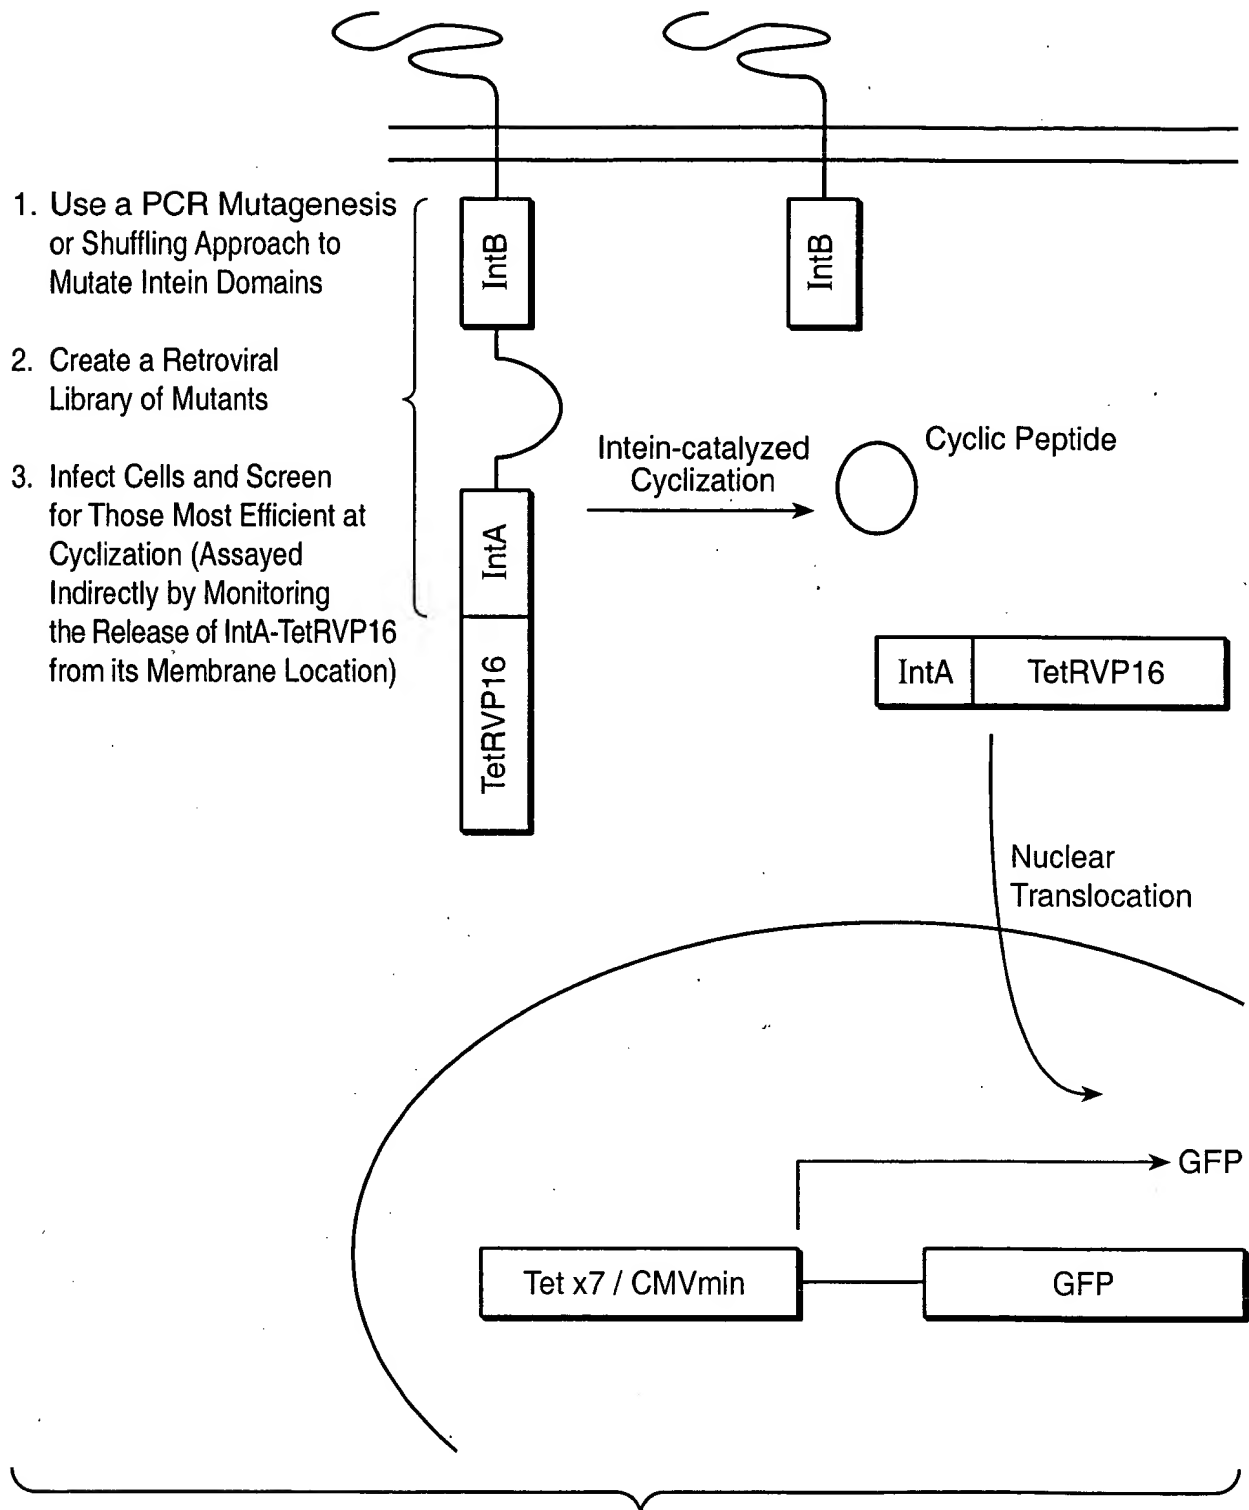 1. Use a PCR Mutagenesis
or Shuffling Approach to
Mutate Intein Domains
2. Create a Retroviral
Library of Mutants
3. Infect Cells and Screen
for Those Most Efficient at
Cyclization (Assayed
Indirectly by Monitoring
the Release of IntA-TetRVP16
from its Membrane Location)
IntB
IntA
TetRVP16
IntB
Intein-catalyzed
Cyclization
Cyclic Peptide
IntA
TetRVP16
Nuclear
Translocation
GFP
Tet x7 / CMVmin
GFP